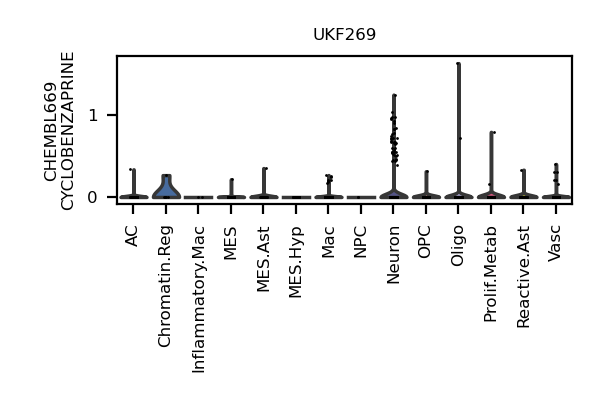 UKF269
CHEMBL669
CYCLOBENZAPRINE
1
0
AC
Chromatin.Reg
Inflammatory.Mac
MES
MES.Ast
MES.Hyp
Mac
NPC
Neuron
OPC
Oligo
Prolif.Metab
Reactive.Ast
Vasc